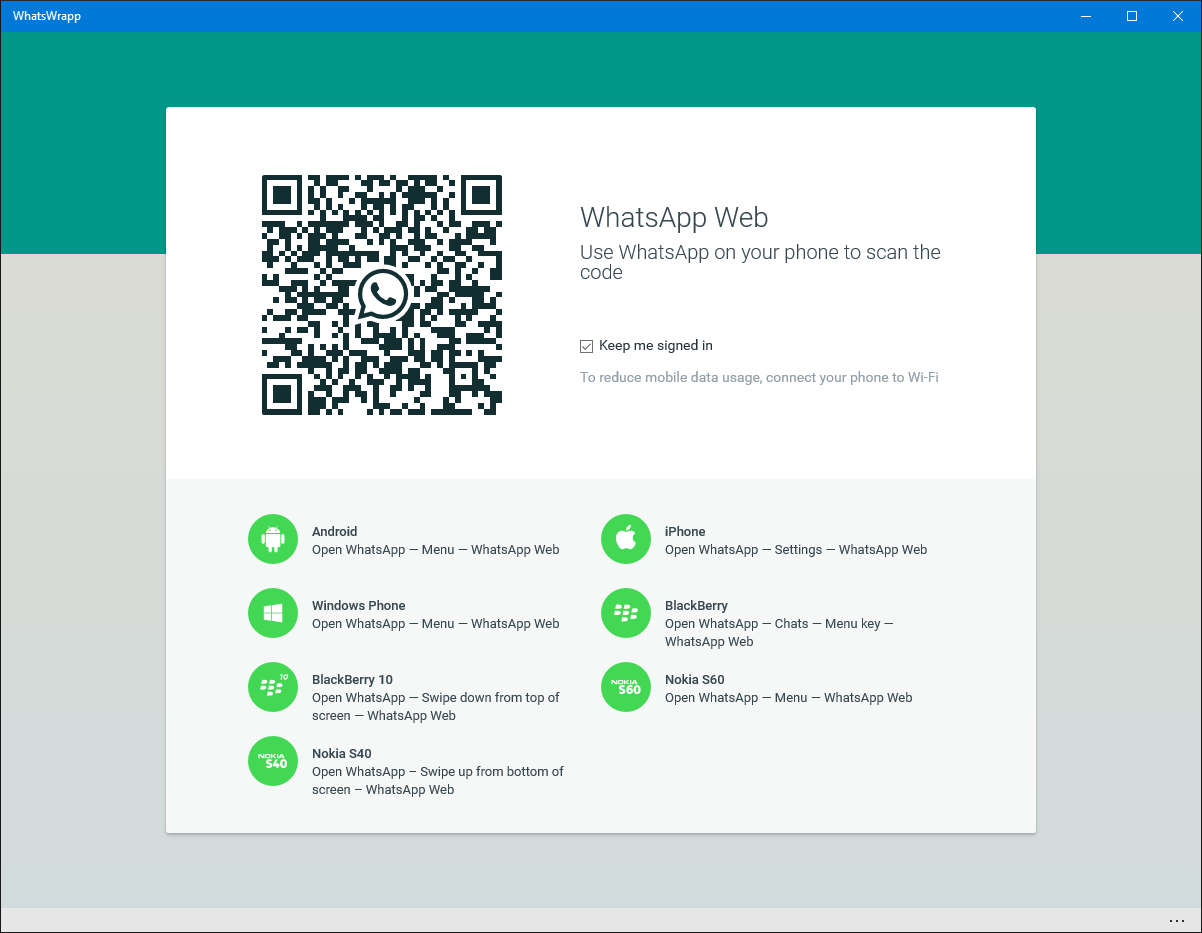 WhatsWrapp
WhatsApp Web
Use WhatsApp on your phone to scan the
code
Keep me signed in
To reduce mobile data usage, connect your phone to Wi-Fi
Android
Open WhatsApp — Menu — WhatsApp Web
iPhone
Open WhatsApp — Settings — WhatsApp Web
Windows Phone
Open WhatsApp — Menu — WhatsApp Web
BlackBerry
Open WhatsApp — Chats — Menu key —
WhatsApp Web
10
BlackBerry 10
Open WhatsApp — Swipe down from top of
screen — WhatsApp Web
NOKIA
S60
Nokia S60
Open WhatsApp — Menu — WhatsApp Web
NOKIA
S40
Nokia S40
Open WhatsApp – Swipe up from bottom of
screen – WhatsApp Web